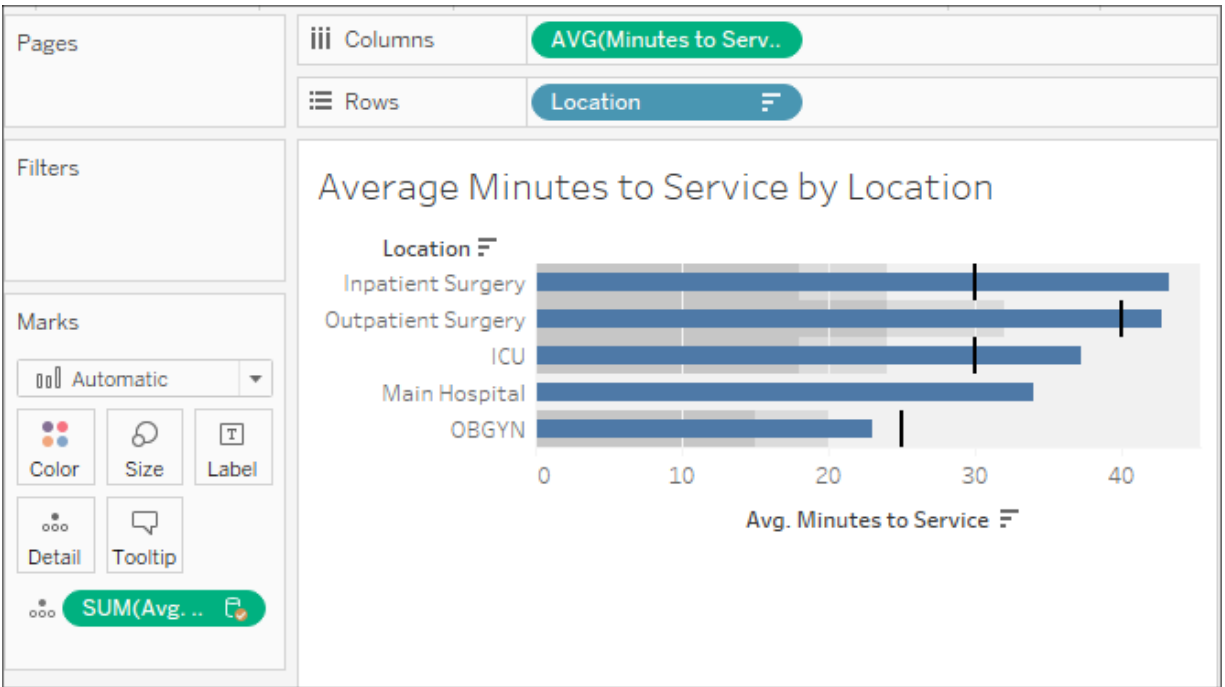 Pages
Columns
AVG(Minutes to Serv..
Rows
Location
Filters
Average Minutes to Service by Location
Location
Inpatient Surgery
Outpatient Surgery
ICU
Main Hospital
OBGYN
0 10 20 30 40
Avg. Minutes to Service
Marks
Automatic
Color Size T Label
Detail Tooltip
SUM(Avg. ..